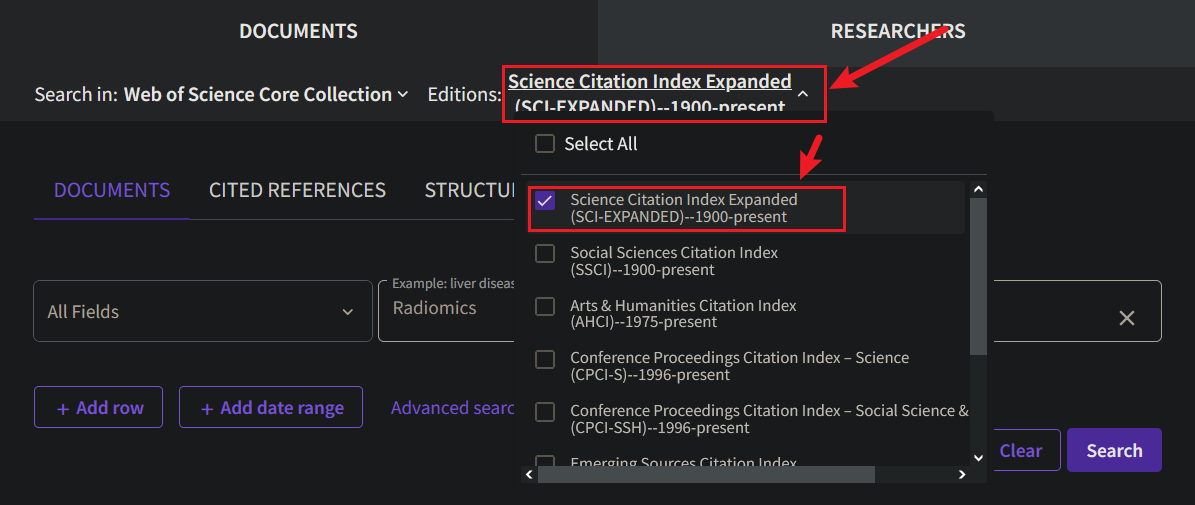 DOCUMENTS
RESEARCHERS
Search in: Web of Science Core Collection
Editions: Science Citation Index Expanded
(SCI-EXPANDED)--1900-present
Select All
DOCUMENTS
CITED REFERENCES
STRUCTU
Science Citation Index Expanded
(SCI-EXPANDED)--1900-present
Social Sciences Citation Index
(SSCI)--1900-present
Arts & Humanities Citation Index
(AHCI)--1975-present
Conference Proceedings Citation Index – Science
(CPCI-S)--1996-present
Conference Proceedings Citation Index – Social Science &
(CPCI-SSH)--1996-present
Emerging Sources Citation Index
All Fields
Example: liver diseas
Radiomics
+ Add row
+ Add date range
Advanced searc
Clear
Search